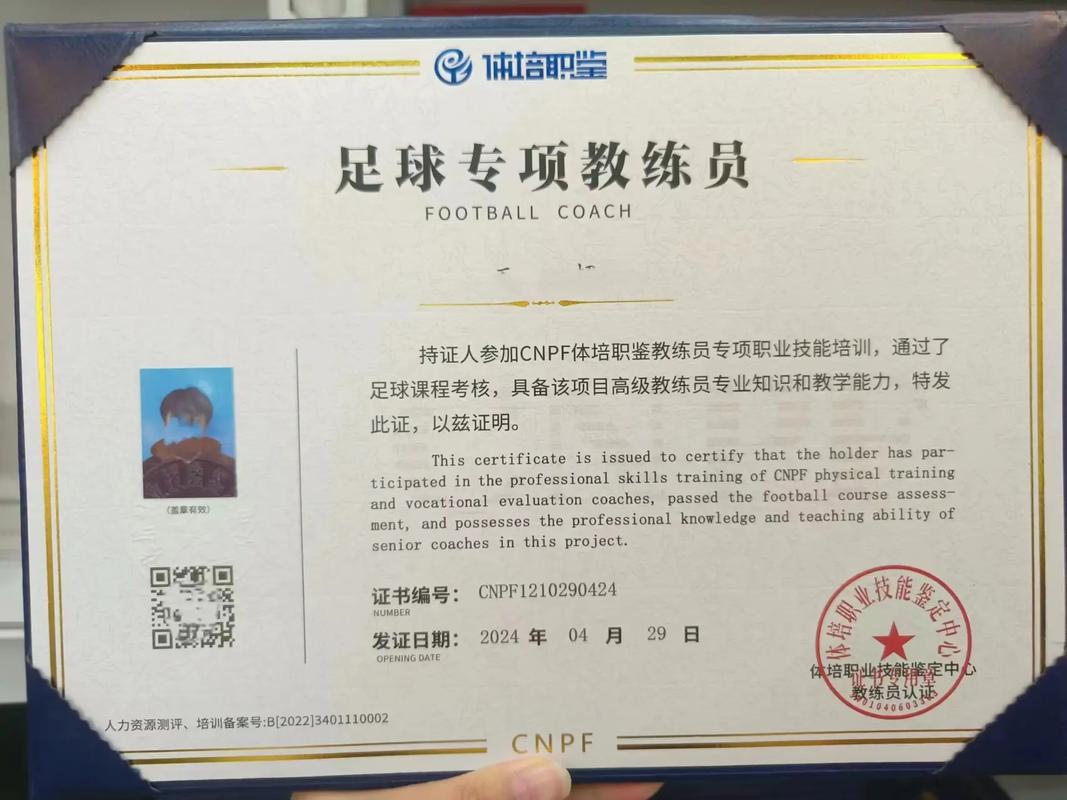 体培职鉴
足球专项教练员
FOOTBALL COACH
持证人参加CNPF体培职鉴教练员专项职业技能培训，通过了
足球课程考核，具备该项目高级教练员专业知识和教学能力，特发
此证，以兹证明。
This certificate is issued to certify that the holder has par-
ticipated in the professional skills training of CNPF physical training
and vocational evaluation coaches, passed the football course assess-
ment, and possesses the professional knowledge and teaching ability of
senior coaches in this project.
（盖章有效）
证书编号： CNPF1210290424
NUMBER
发证日期： 2024 年 04 月 29 日
OPENING DATE
体培职业技能鉴定中心
证书专用章
体培职业技能鉴定中心
教练员认证
人力资源测评、培训备案号:B[2022]3401110002
CNPF